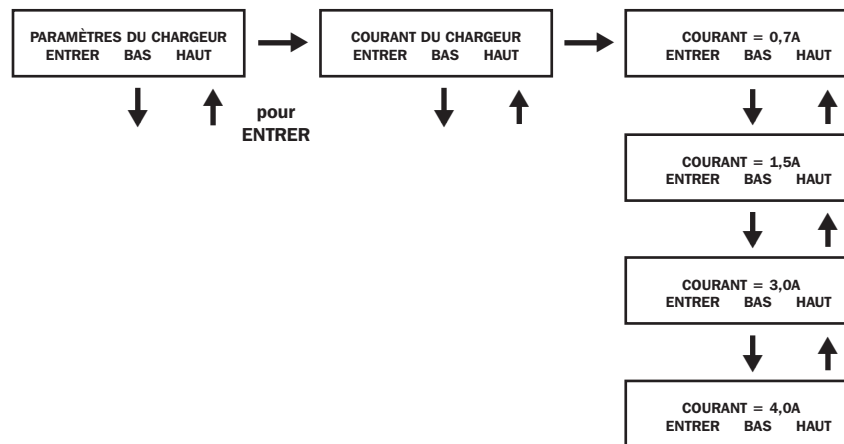 PARAMÈTRES DU CHARGEUR
ENTRER BAS HAUT
COURANT DU CHARGEUR
ENTRER BAS HAUT
COURANT = 0,7A
ENTRER BAS HAUT
pour
ENTRER
COURANT = 1,5A
ENTRER BAS HAUT
COURANT = 3,0A
ENTRER BAS HAUT
COURANT = 4,0A
ENTRER BAS HAUT